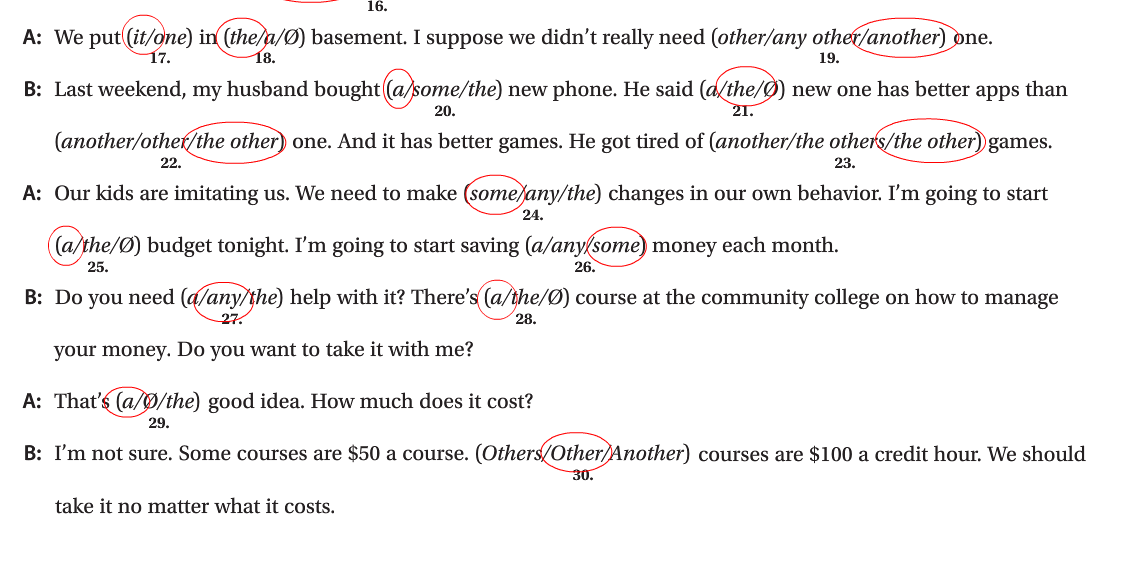 16.
A: We put (it/one) in (the/a/Ø) basement. I suppose we didn't really need (other/any other/another) one.
17. 18. 19.
B: Last weekend, my husband bought (a/some/the) new phone. He said (a/the/Ø) new one has better apps than
20. 21.
(another/other/the other) one. And it has better games. He got tired of (another/the others/the other) games.
22. 23.
A: Our kids are imitating us. We need to make (some/any/the) changes in our own behavior. I'm going to start
24.
(a/the/Ø) budget tonight. I'm going to start saving (a/any/some) money each month.
25. 26.
B: Do you need (a/any/the) help with it? There's (a/the/Ø) course at the community college on how to manage
27. 28.
your money. Do you want to take it with me?
A: That's (a/Ø/the) good idea. How much does it cost?
29.
B: I'm not sure. Some courses are $50 a course. (Others/Other/Another) courses are $100 a credit hour. We should
30.
take it no matter what it costs.